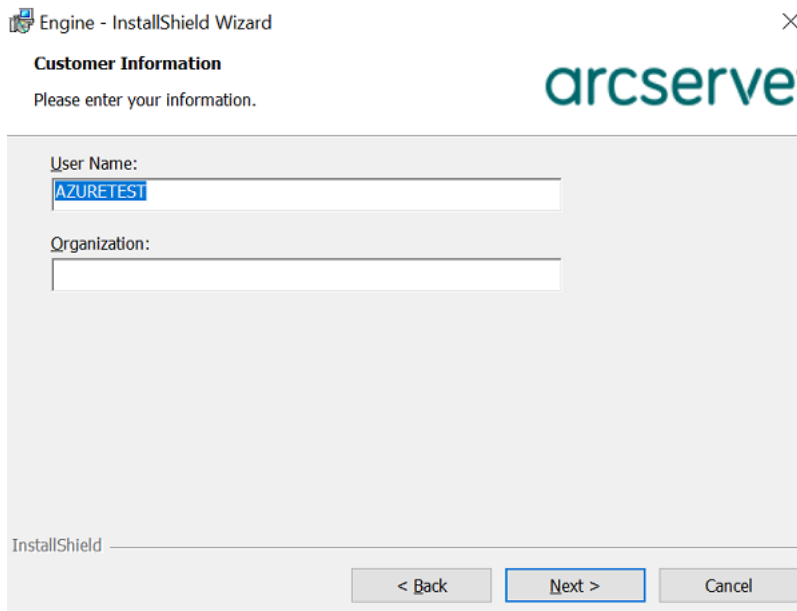 Engine - InstallShield Wizard
Customer Information
Please enter your information.
arcserve
User Name:
AZURETEST
Organization:
InstallShield
< Back
Next >
Cancel